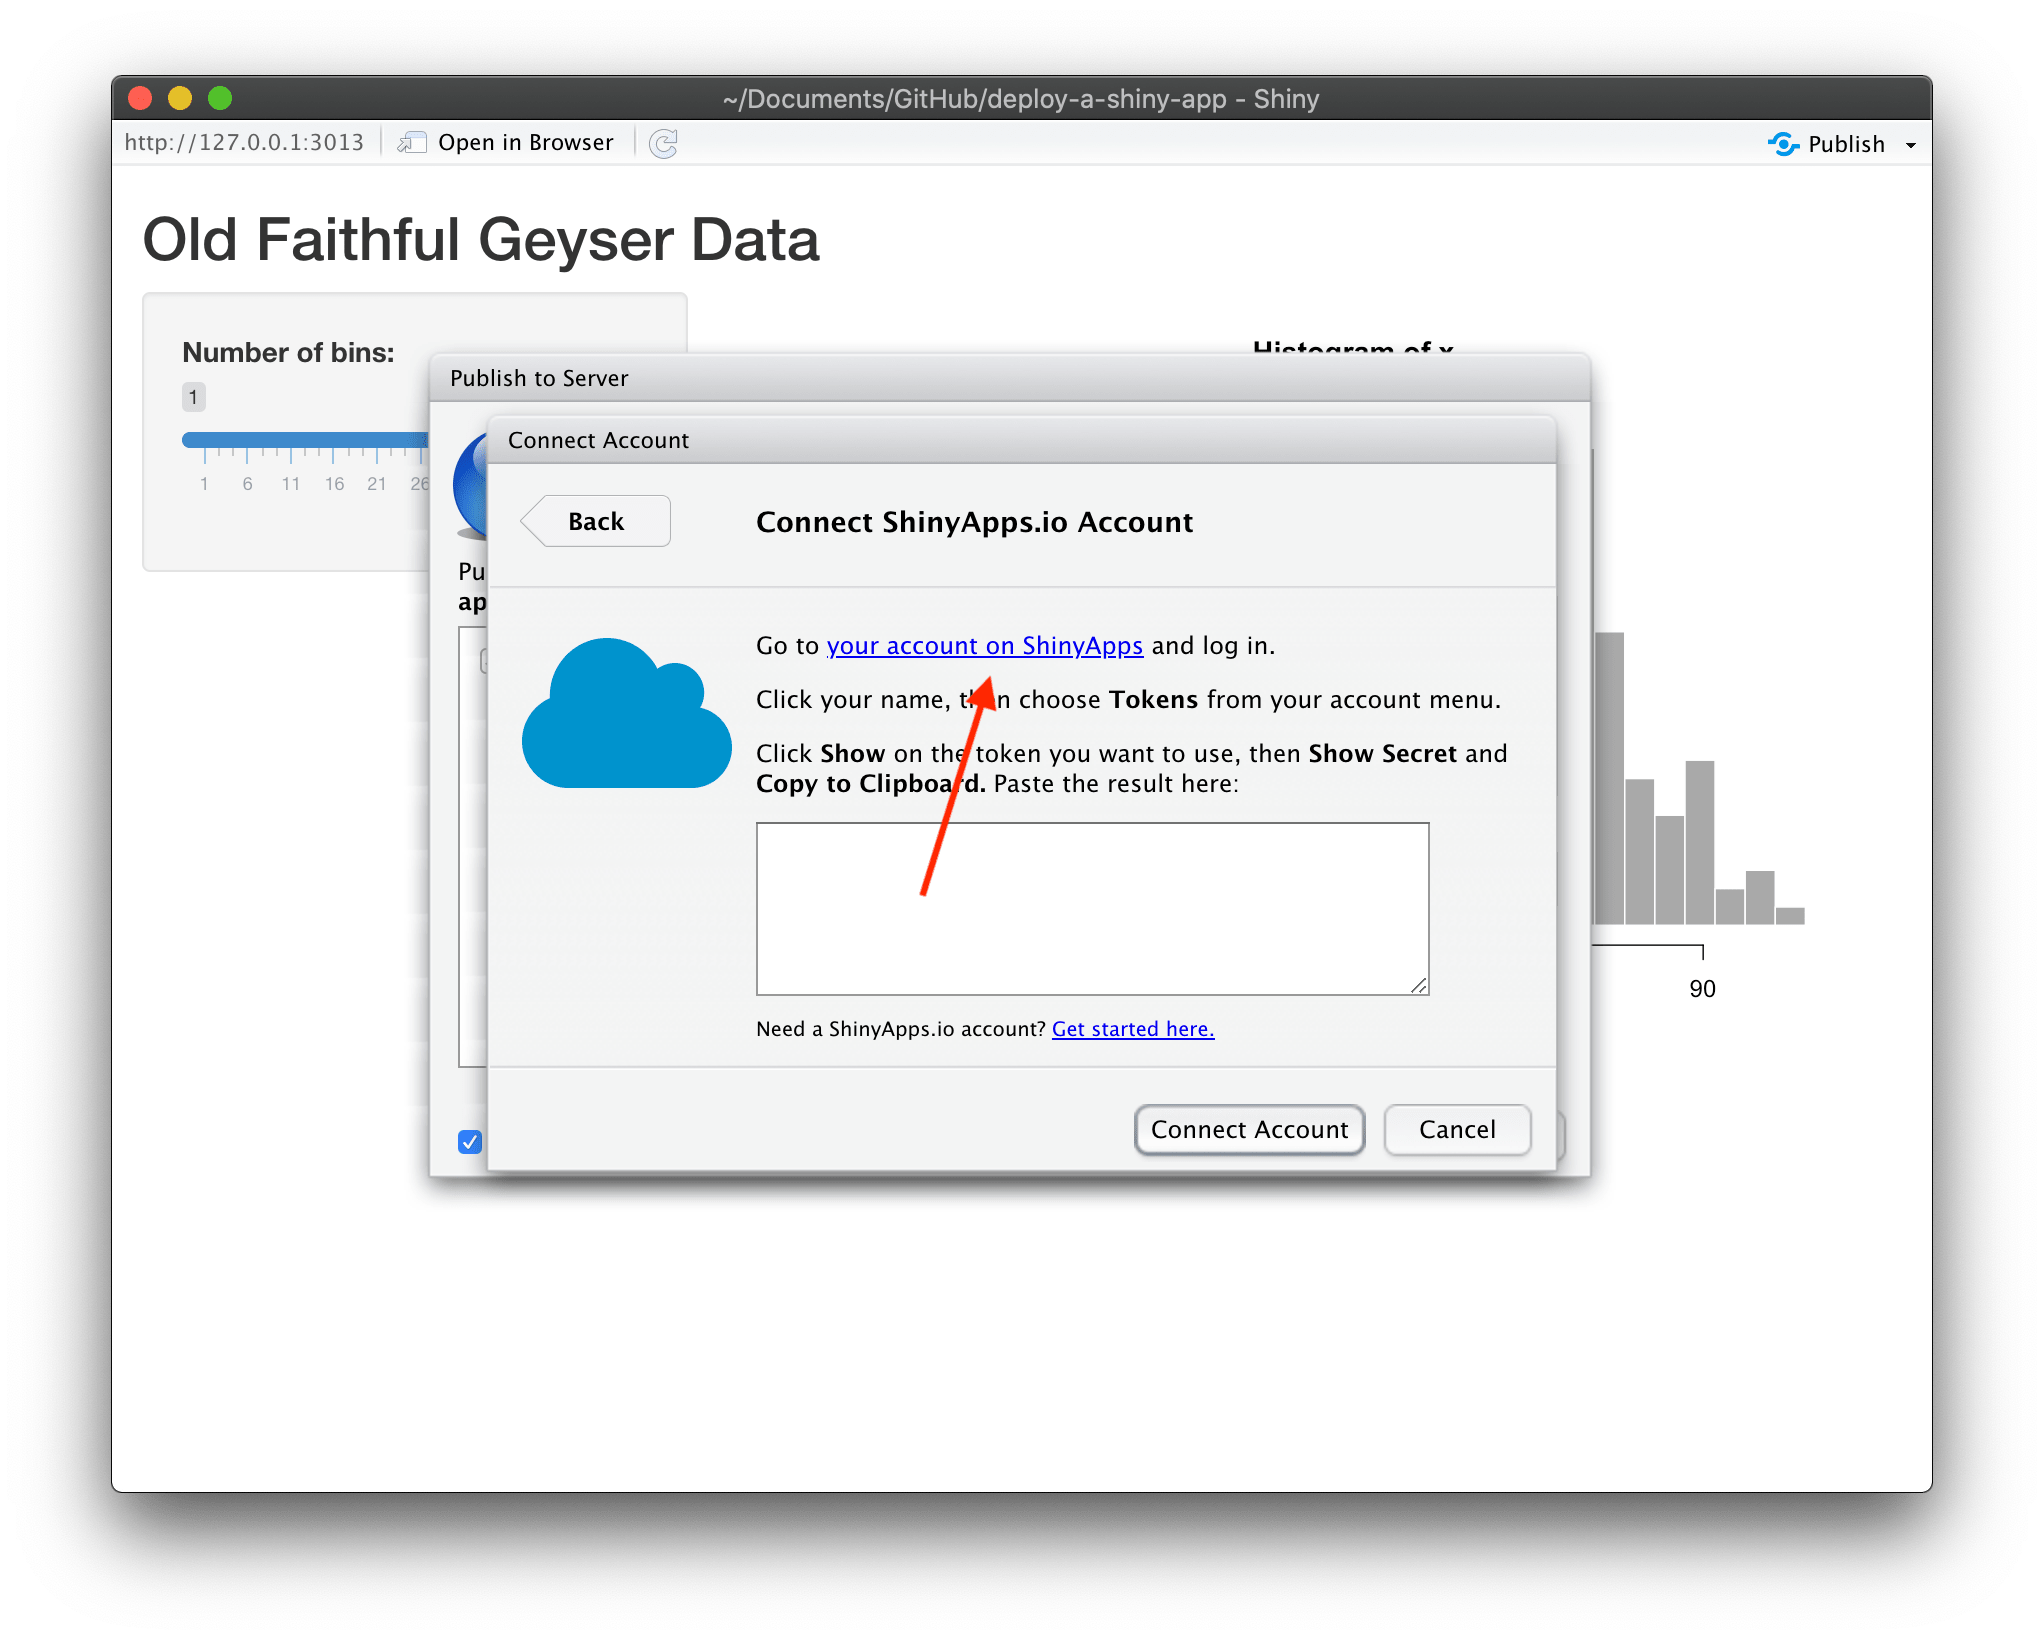 ~/Documents/GitHub/deploy-a-shiny-app - Shiny
http://127.0.0.1:3013
Open in Browser
Publish
Old Faithful Geyser Data
Number of bins:
1
1 6 11 16 21 26
Histogram of x
Publish to Server
Connect Account
Back
Connect ShinyApps.io Account
Pu
ap
Go to your account on ShinyApps and log in.
Click your name, then choose Tokens from your account menu.
Click Show on the token you want to use, then Show Secret and
Copy to Clipboard. Paste the result here:
Need a ShinyApps.io account? Get started here.
90
Connect Account
Cancel